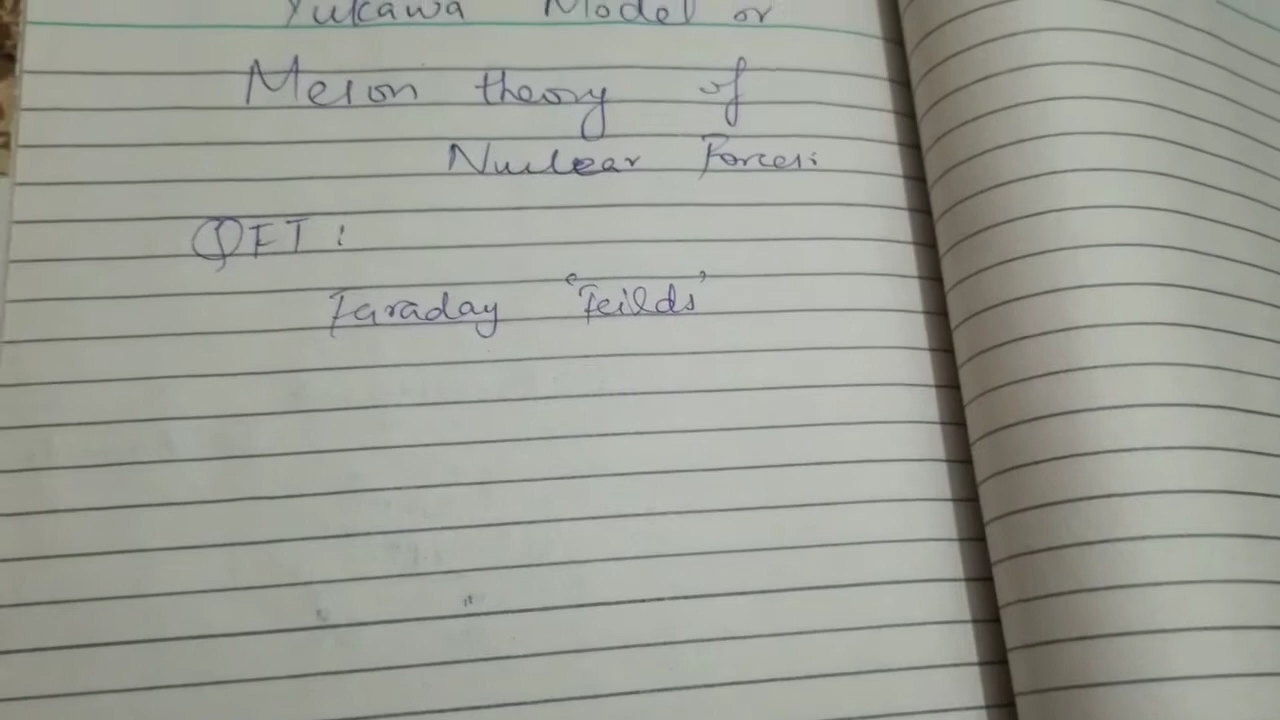 Yukawa Model or
Meson theory of
Nuclear Forces:
QFT:
Faraday 'Feilds'